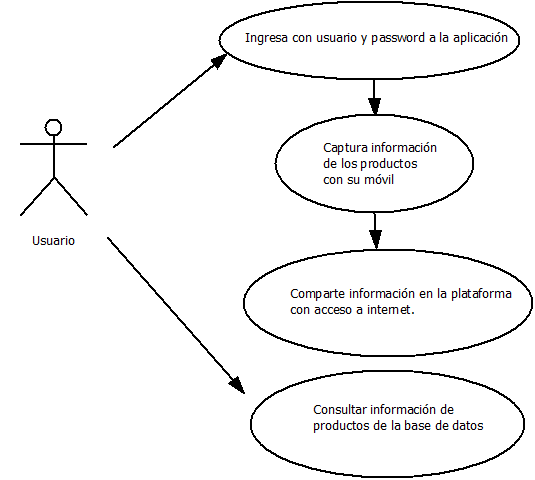 Ingresa con usuario y password a la aplicación
Captura información
de los productos
con su móvil
Usuario
Comparte información en la plataforma
con acceso a internet.
Consultar información de
productos de la base de datos